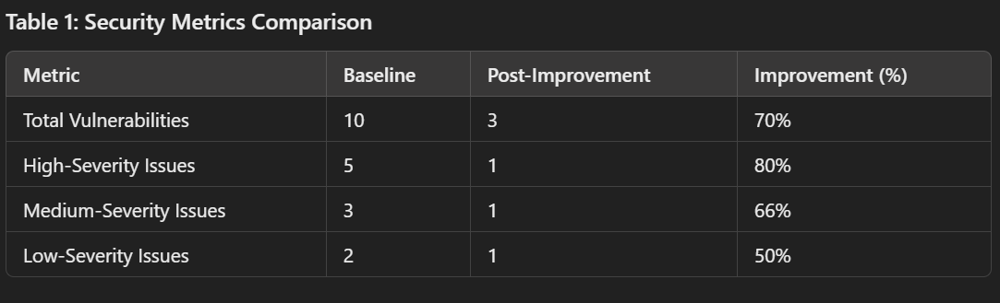 Table 1: Security Metrics Comparison
Metric Baseline Post-Improvement Improvement (%)
Total Vulnerabilities 10 3 70%
High-Severity Issues 5 1 80%
Medium-Severity Issues 3 1 66%
Low-Severity Issues 2 1 50%